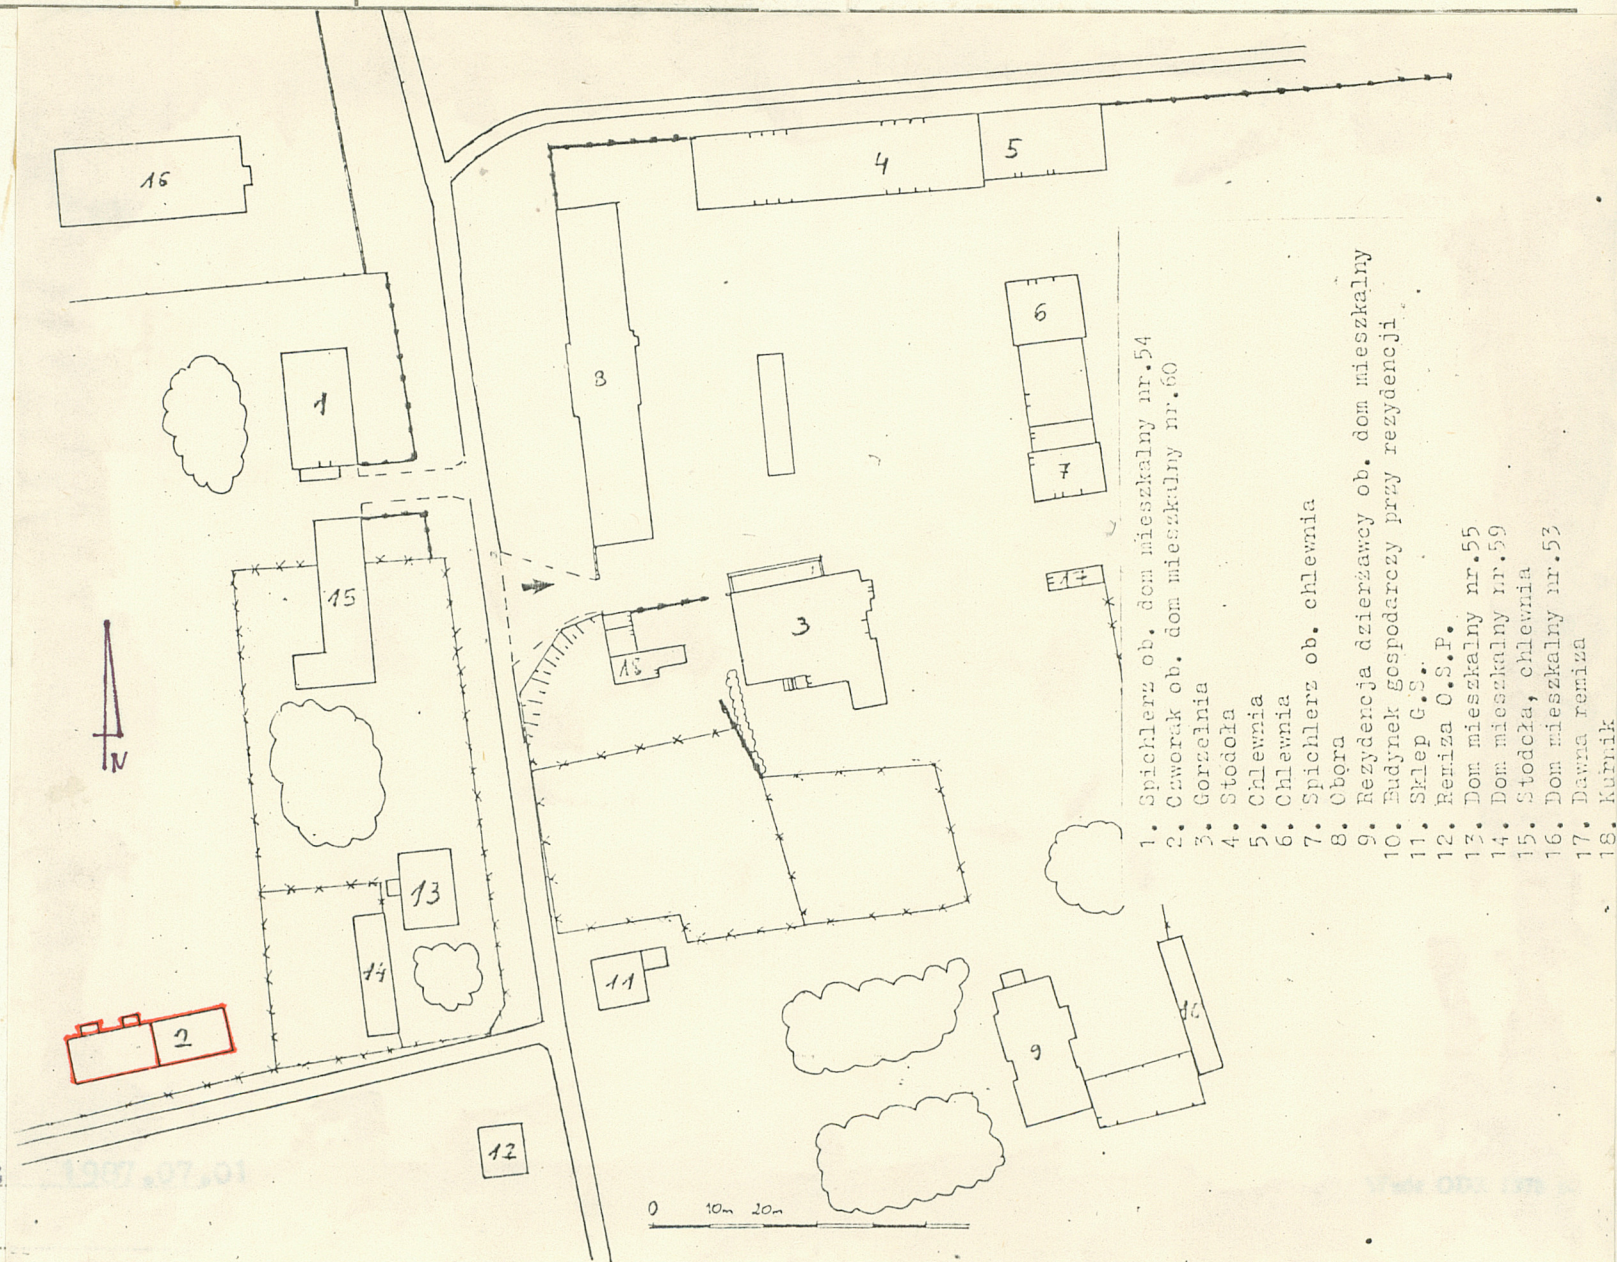 16
4
5
6
1
8
7
15
3
17
18
13
14
11
2
9
10
12
N
0 10m 20m
1. Spichlerz ob. dom mieszkalny nr.54
2. Czworak ob. dom mieszkalny nr.60
3. Gorzelnia
4. Stodoła
5. Chlewnia
6. Chlewnia
7. Spichlerz ob. chlewnia
8. Obora
9. Rezydencja dzierżawcy ob. dom mieszkalny
10. Budynek gospodarczy przy rezydencji
11. Sklep G.S.
12. Remiza O.S.P.
13. Dom mieszkalny nr.55
14. Dom mieszkalny nr.59
15. Stodoła, chlewnia
16. Dom mieszkalny nr.53
17. Dawna remiza
18. Kurnik